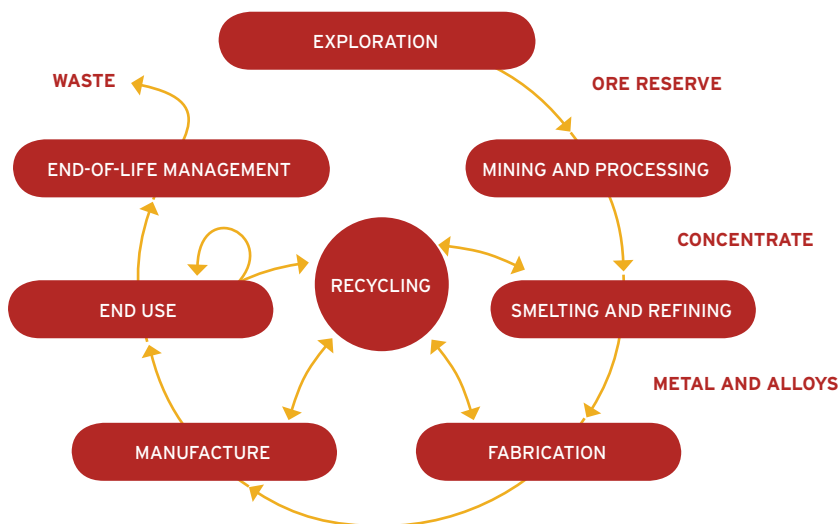 EXPLORATION
WASTE
ORE RESERVE
END-OF-LIFE MANAGEMENT
MINING AND PROCESSING
CONCENTRATE
RECYCLING
END USE
SMELTING AND REFINING
METAL AND ALLOYS
MANUFACTURE
FABRICATION